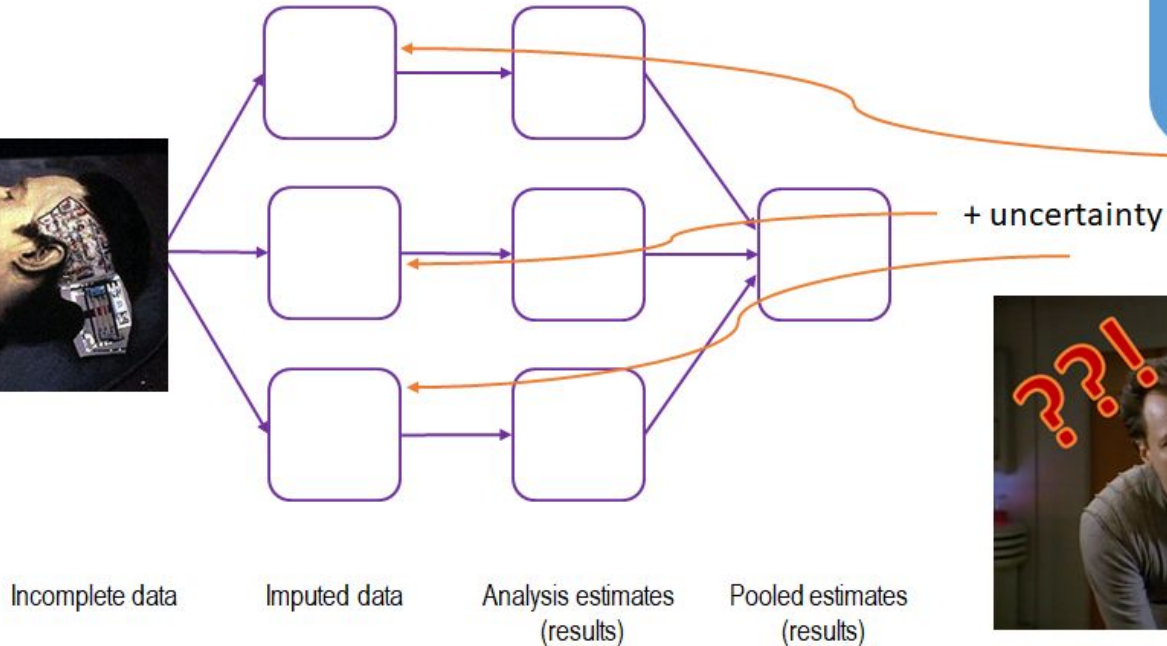 + uncertainty
??!
Incomplete data
Imputed data
Analysis estimates
(results)
Pooled estimates
(results)